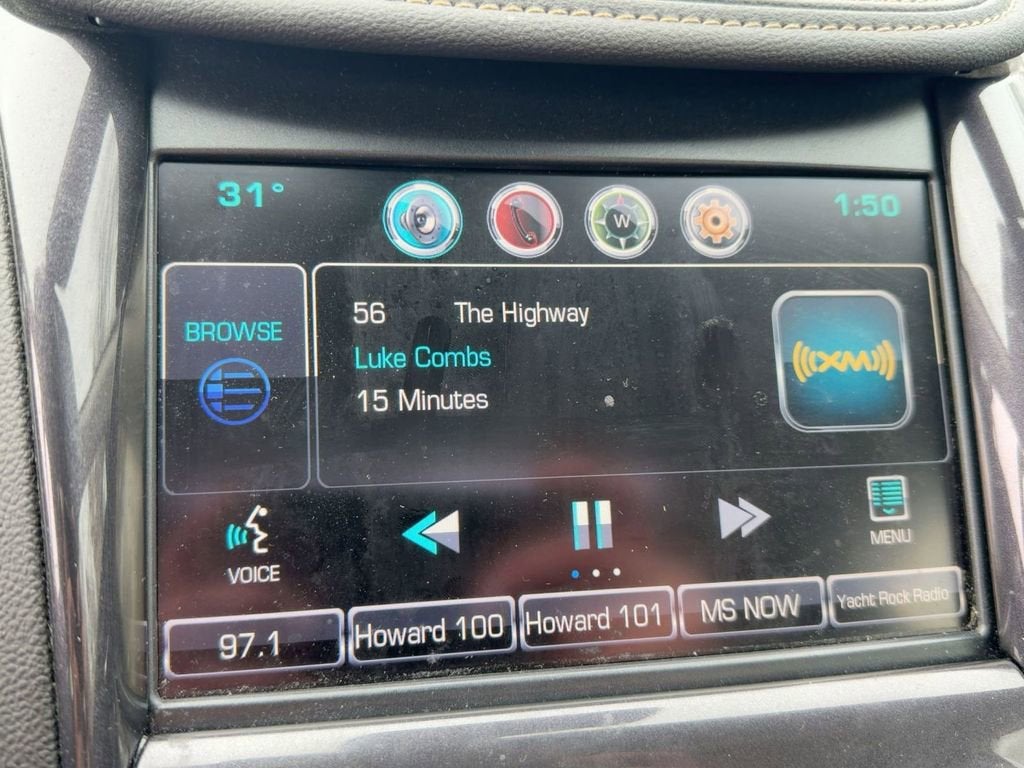 31°
W
1:50
BROWSE
56 The Highway
Luke Combs
15 Minutes
((XM))
VOICE
MENU
97.1
Howard 100
Howard 101
MS NOW
Yacht Rock Radio